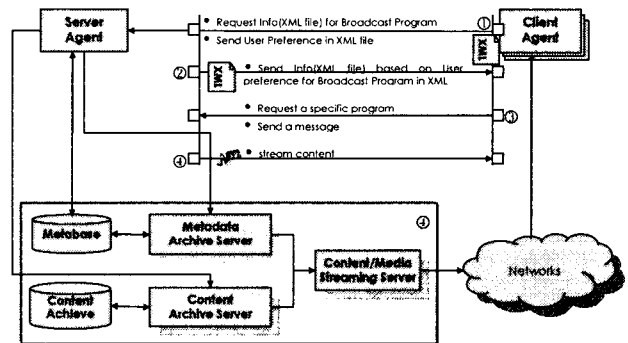 Server
Agent
• Request Info(XML file) for Broadcast Program
• Send User Preference in XML file
①
XML
Client
Agent
②
XML
• Send Info(XML file) based on User
preference for Broadcast Program in XML
• Request a specific program
③
• Send a message
④
• stream content
④
Metabase
Metadata
Archive Server
Content/Media
Streaming Server
Networks
Content
Achieve
Content
Archive Server